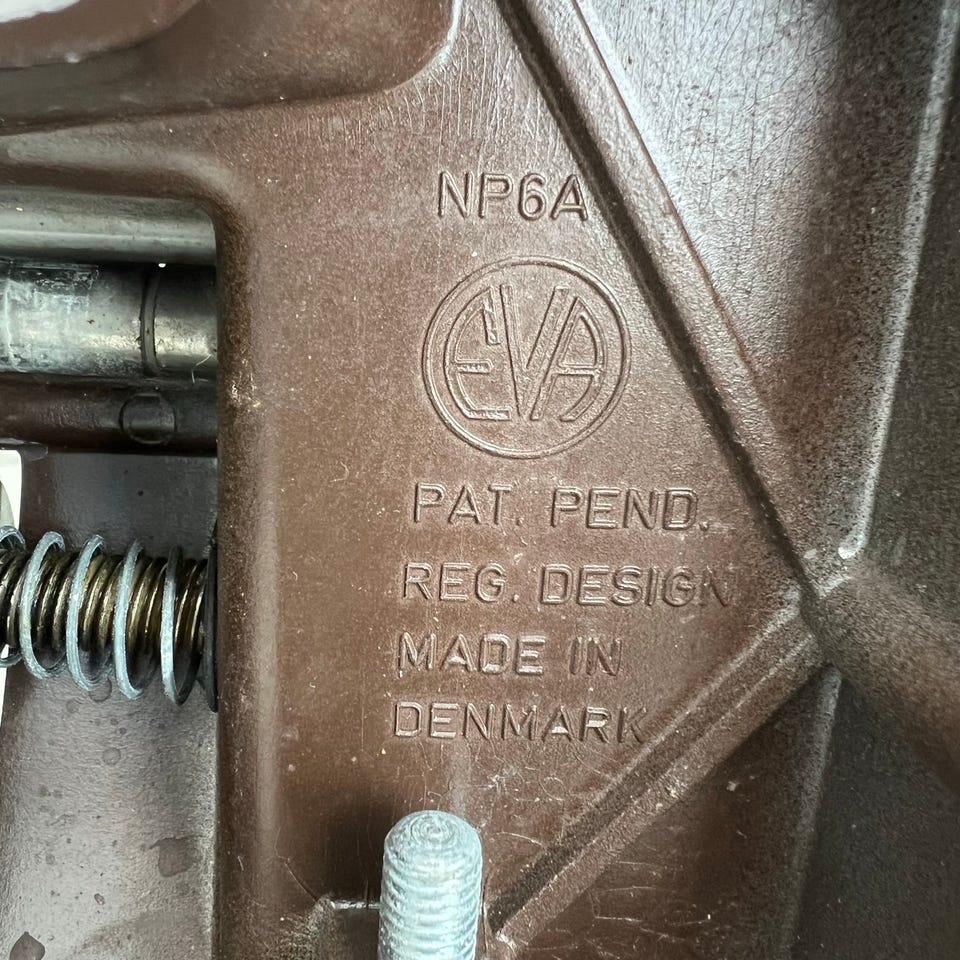 NP6A
EVA
PAT. PEND.
REG. DESIGN
MADE IN
DENMARK